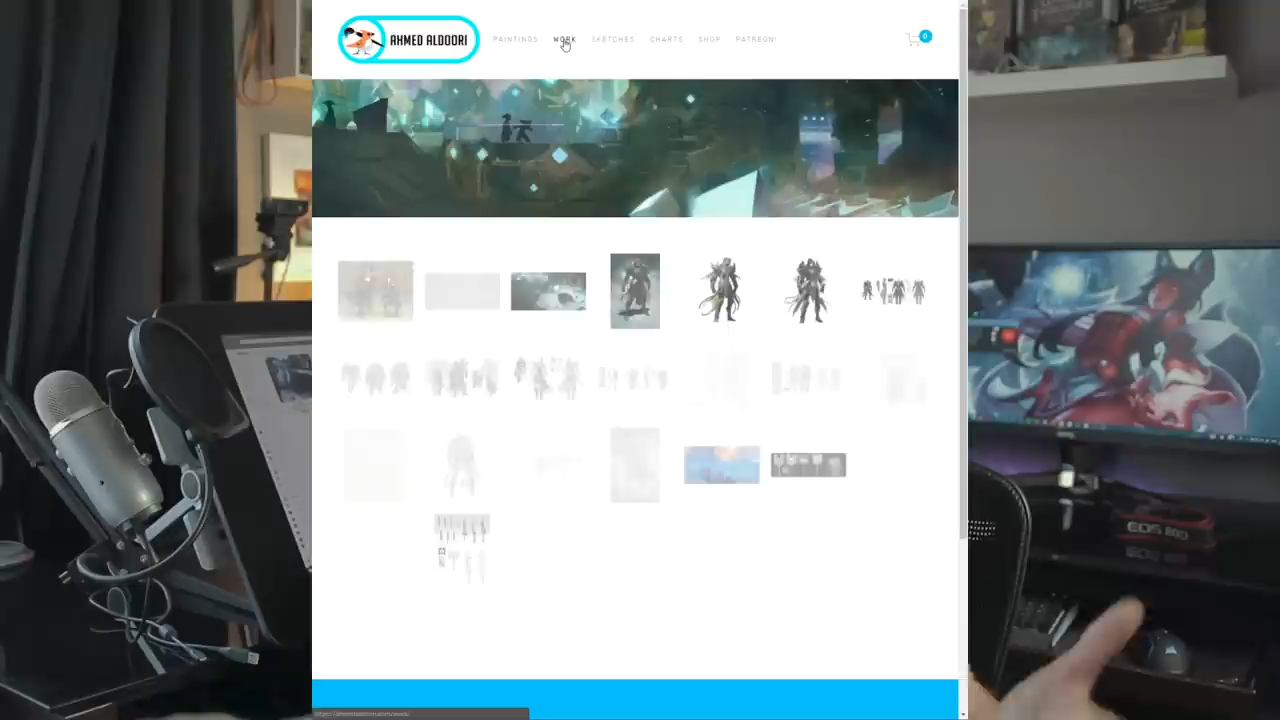 AHMED ALDOORI
PAINTINGS WORK SKETCHES CHARTS SHOP PATREON!
0
EOS 80D